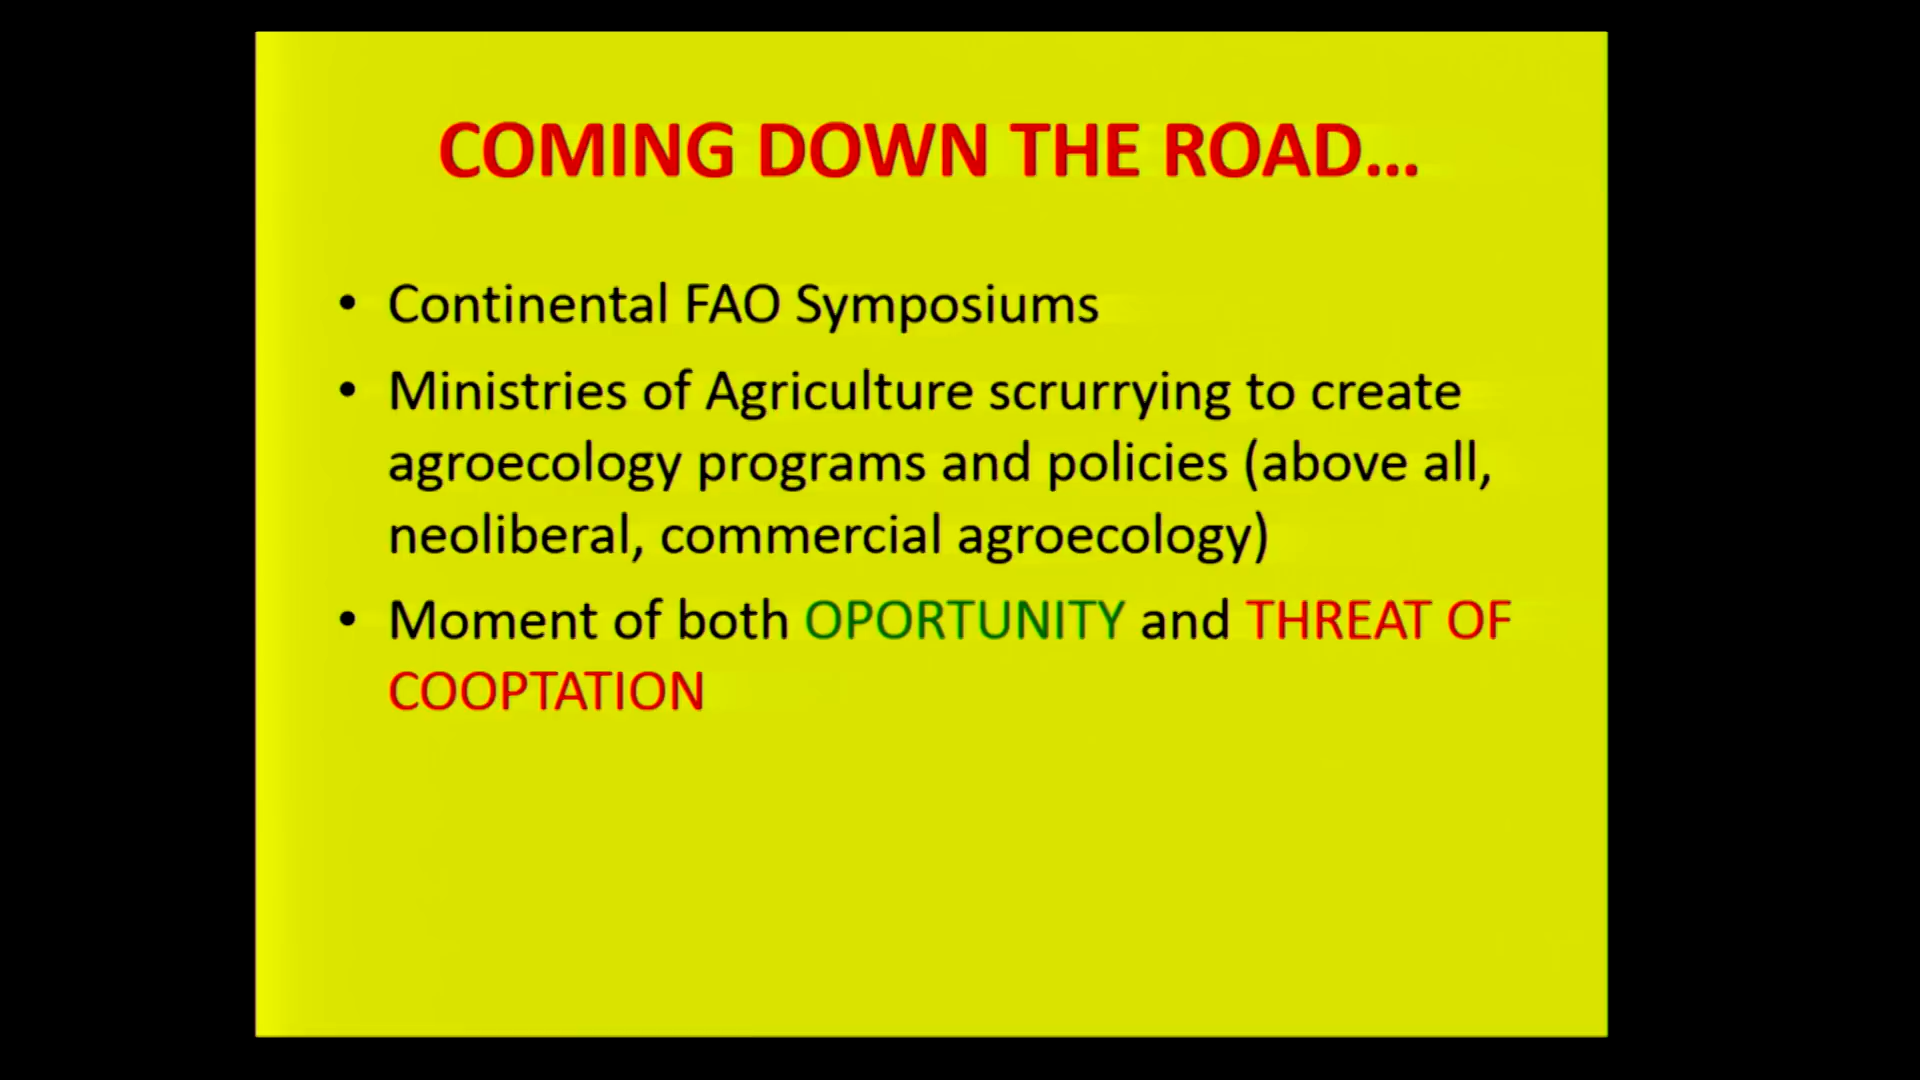 COMING DOWN THE ROAD...
• Continental FAO Symposiums
• Ministries of Agriculture scrurrying to create
agroecology programs and policies (above all,
neoliberal, commercial agroecology)
• Moment of both OPORTUNITY and THREAT OF
COOPTATION